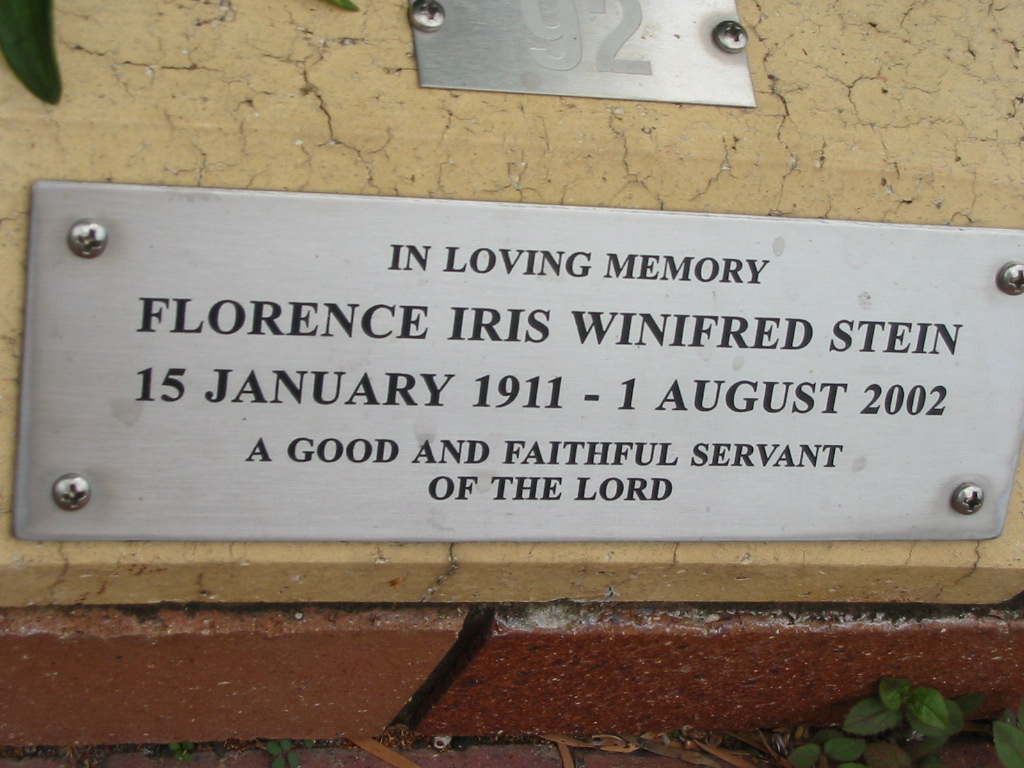 92
IN LOVING MEMORY
FLORENCE IRIS WINIFRED STEIN
15 JANUARY 1911 - 1 AUGUST 2002
A GOOD AND FAITHFUL SERVANT
OF THE LORD